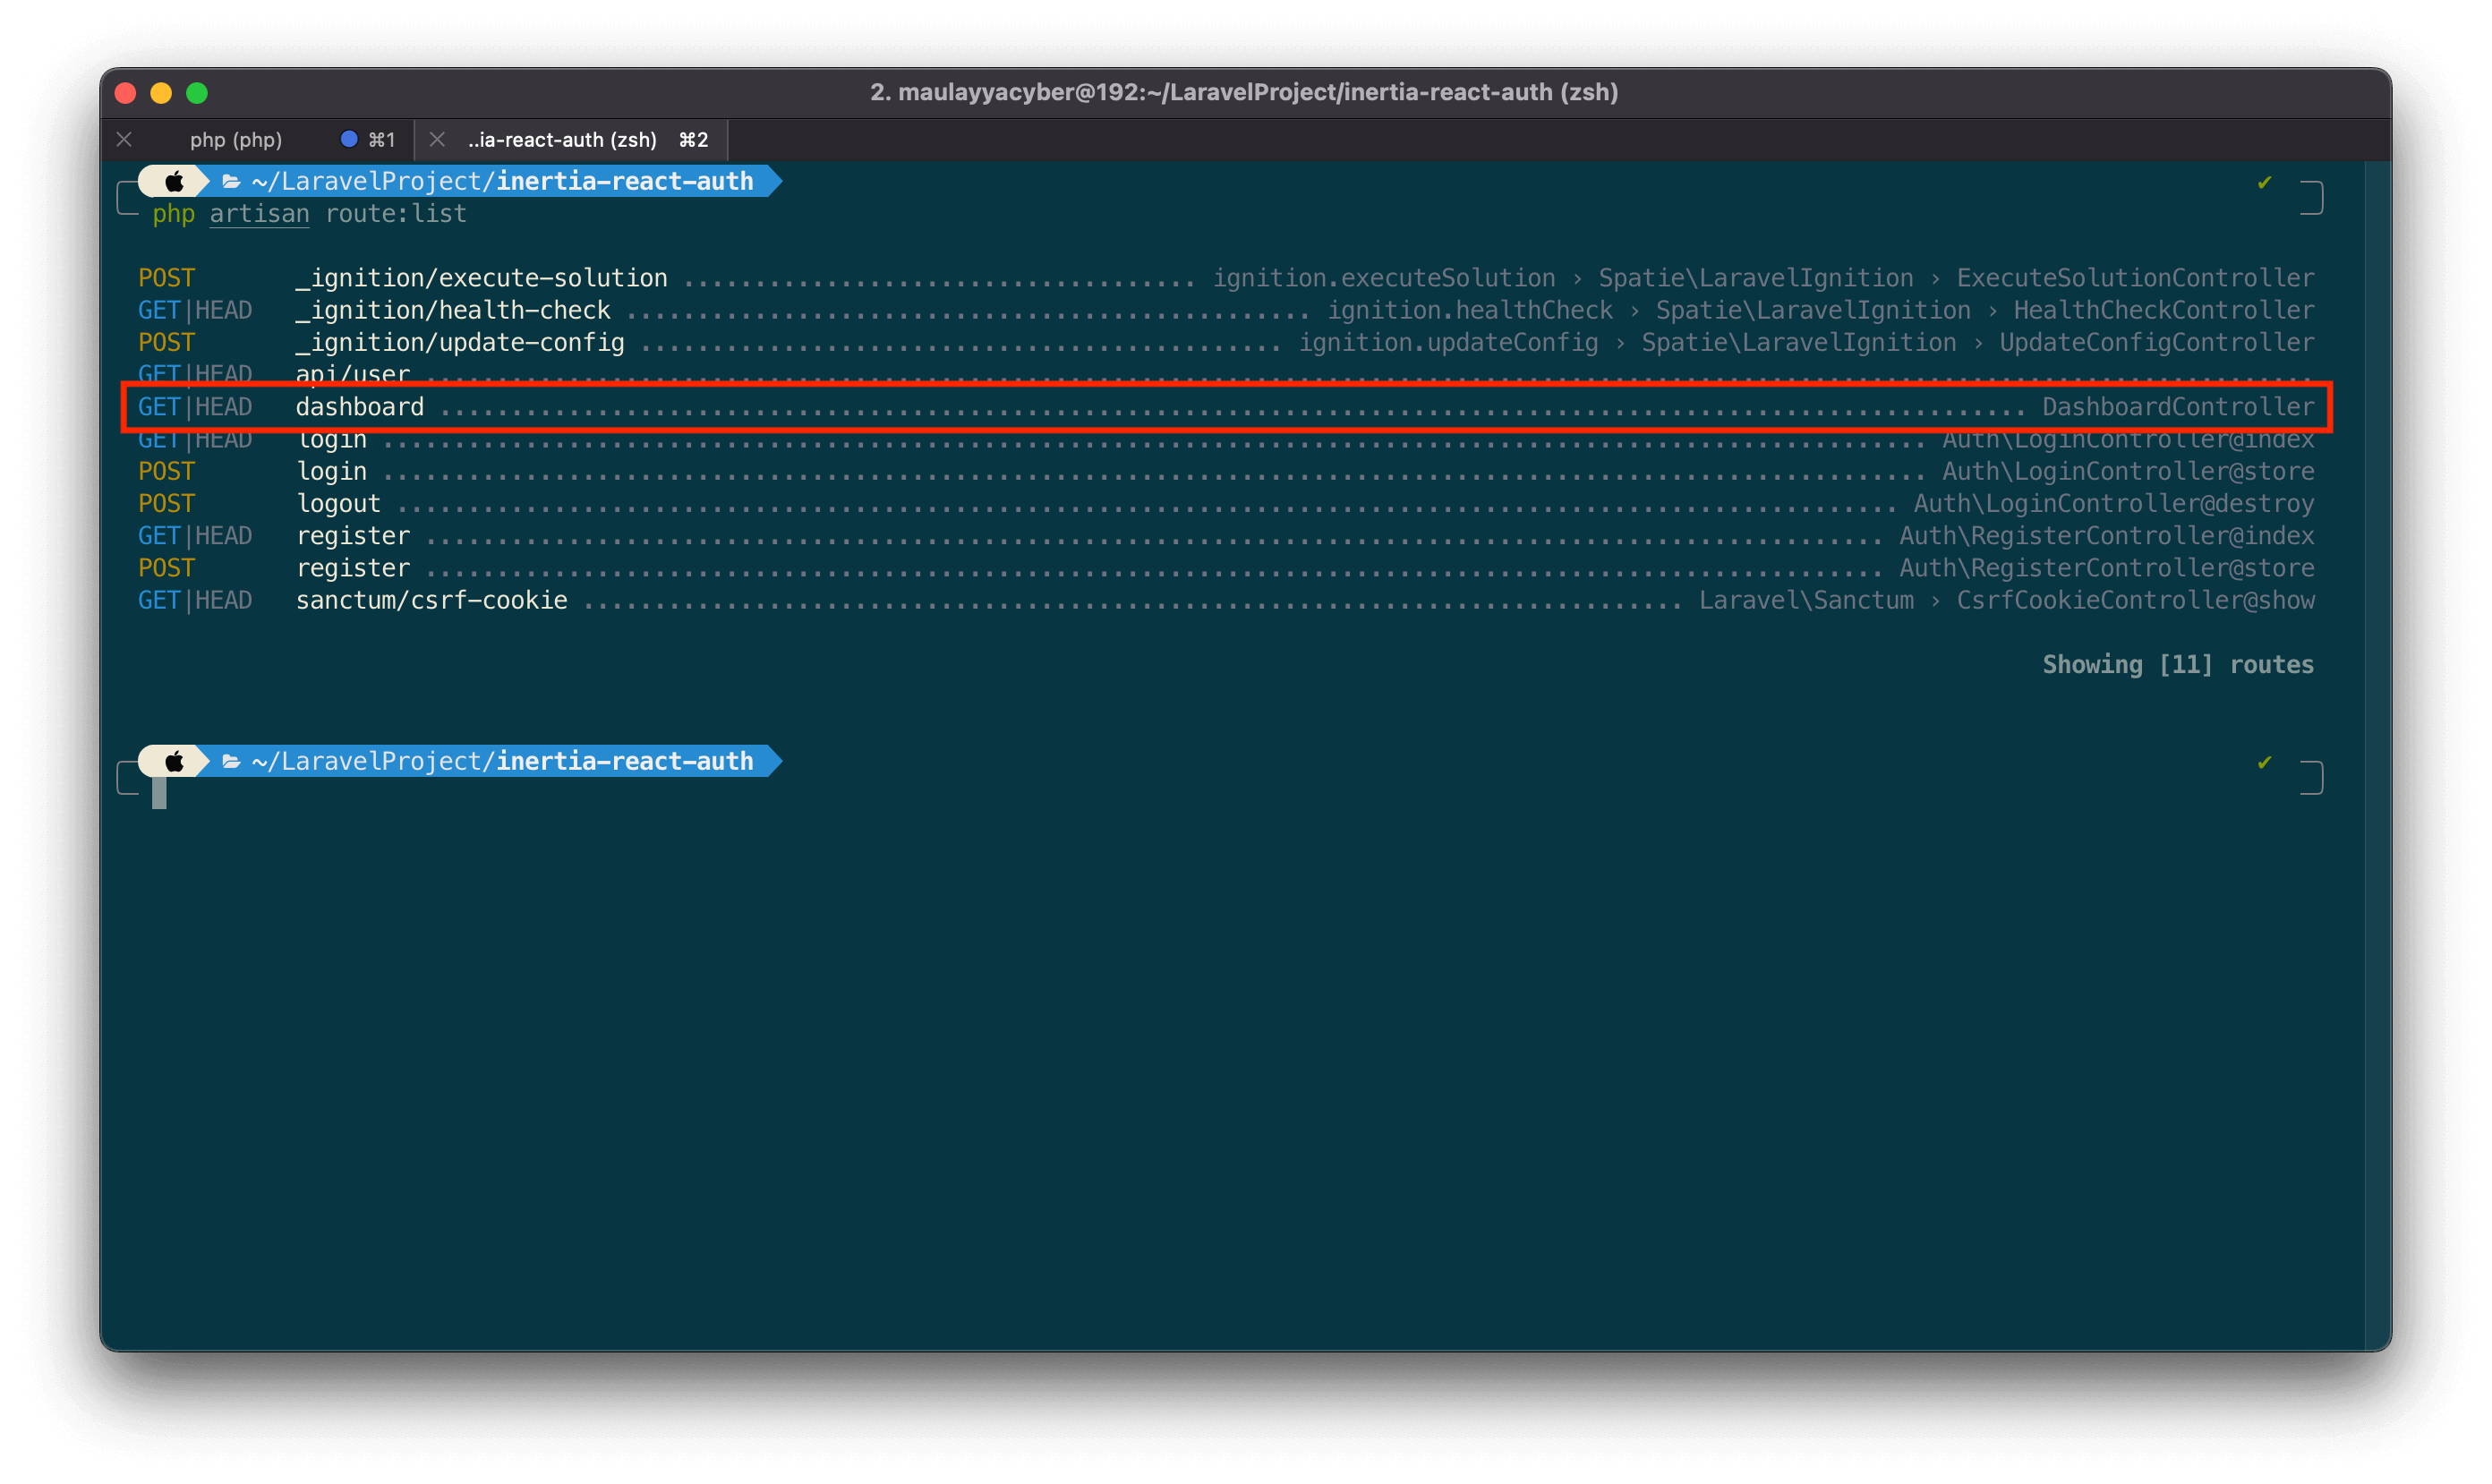 2. maulayyacyber@192:~/LaravelProject/inertia-react-auth (zsh)
php (php) ⌘1 ..ia-react-auth (zsh) ⌘2
~/LaravelProject/inertia-react-auth ✔
php artisan route:list
POST _ignition/execute-solution .................................... ignition.executeSolution › Spatie\LaravelIgnition › ExecuteSolutionController
GET|HEAD _ignition/health-check ................................................ ignition.healthCheck › Spatie\LaravelIgnition › HealthCheckController
POST _ignition/update-config ............................................. ignition.updateConfig › Spatie\LaravelIgnition › UpdateConfigController
GET|HEAD api/user ....................................................................................................................................
GET|HEAD dashboard ............................................................................................................... DashboardController
GET|HEAD login ............................................................................................................ Auth\LoginController@index
POST login ............................................................................................................ Auth\LoginController@store
POST logout ......................................................................................................... Auth\LoginController@destroy
GET|HEAD register ...................................................................................................... Auth\RegisterController@index
POST register ...................................................................................................... Auth\RegisterController@store
GET|HEAD sanctum/csrf-cookie ............................................................................. Laravel\Sanctum › CsrfCookieController@show
Showing [11] routes
~/LaravelProject/inertia-react-auth ✔